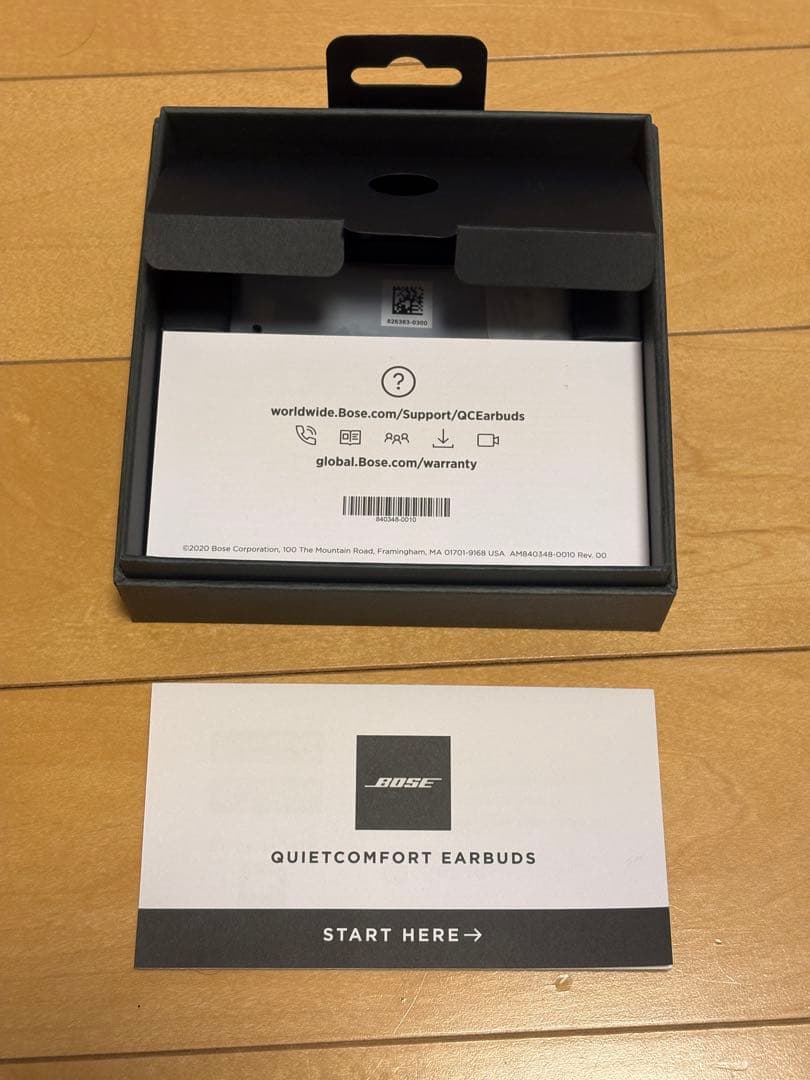 826383-0300
?
worldwide.Bose.com/Support/QCEarbuds
global.Bose.com/warranty
840348-0010
©2020 Bose Corporation, 100 The Mountain Road, Framingham, MA 01701-9168 USA AM840348-0010 Rev. 00
BOSE
QUIETCOMFORT EARBUDS
START HERE→